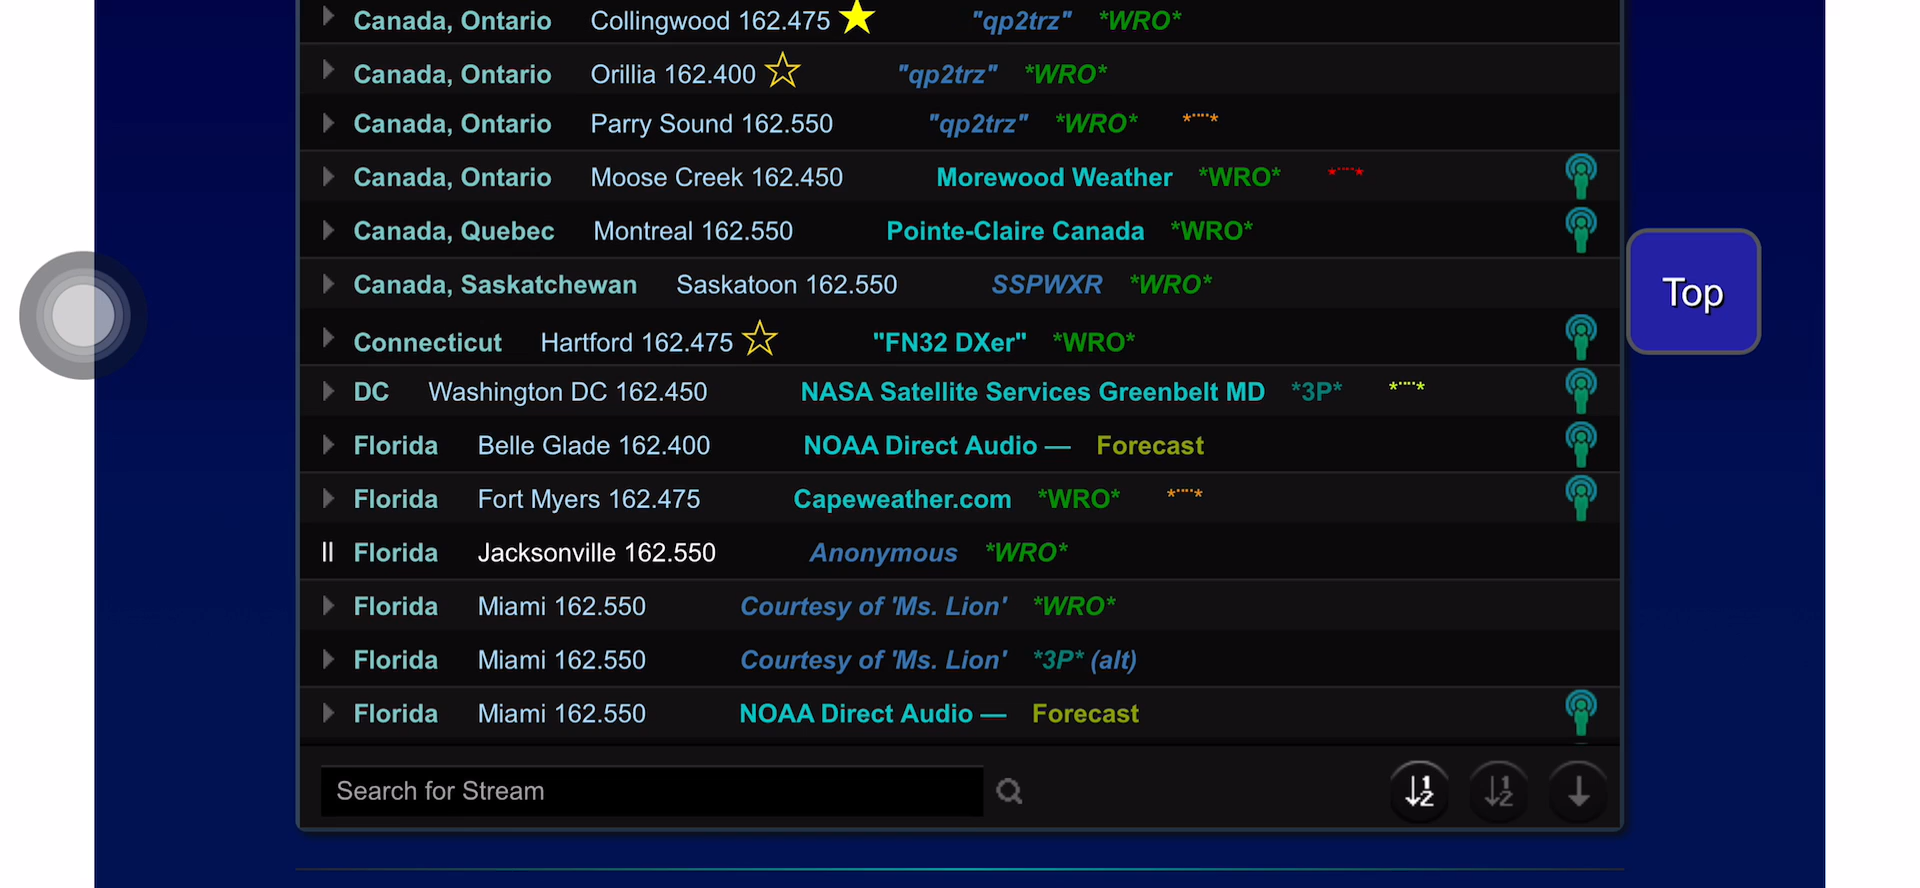 Canada, Ontario Collingwood 162.475 "qp2trz" *WRO*
Canada, Ontario Orillia 162.400 "qp2trz" *WRO*
Canada, Ontario Parry Sound 162.550 "qp2trz" *WRO*
Canada, Ontario Moose Creek 162.450 Morewood Weather *WRO*
Canada, Quebec Montreal 162.550 Pointe-Claire Canada *WRO*
Canada, Saskatchewan Saskatoon 162.550 SSPWXR *WRO*
Top
Connecticut Hartford 162.475 "FN32 DXer" *WRO*
DC Washington DC 162.450 NASA Satellite Services Greenbelt MD *3P*
Florida Belle Glade 162.400 NOAA Direct Audio — Forecast
Florida Fort Myers 162.475 Capeweather.com *WRO*
Florida Jacksonville 162.550 Anonymous *WRO*
Florida Miami 162.550 Courtesy of 'Ms. Lion' *WRO*
Florida Miami 162.550 Courtesy of 'Ms. Lion' *3P* (alt)
Florida Miami 162.550 NOAA Direct Audio — Forecast
Search for Stream